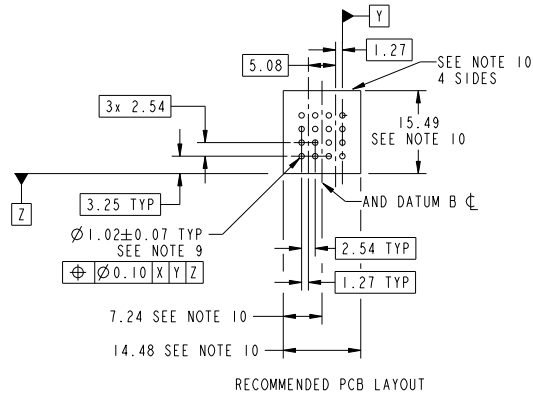 Y
1.27
5.08
SEE NOTE 10
4 SIDES
3x 2.54
15.49
SEE NOTE 10
3.25 TYP
Z
AND DATUM B ℄
Ø1.02±0.07 TYP
SEE NOTE 9
⌖ Ø0.10 X Y Z
2.54 TYP
1.27 TYP
7.24 SEE NOTE 10
14.48 SEE NOTE 10
RECOMMENDED PCB LAYOUT